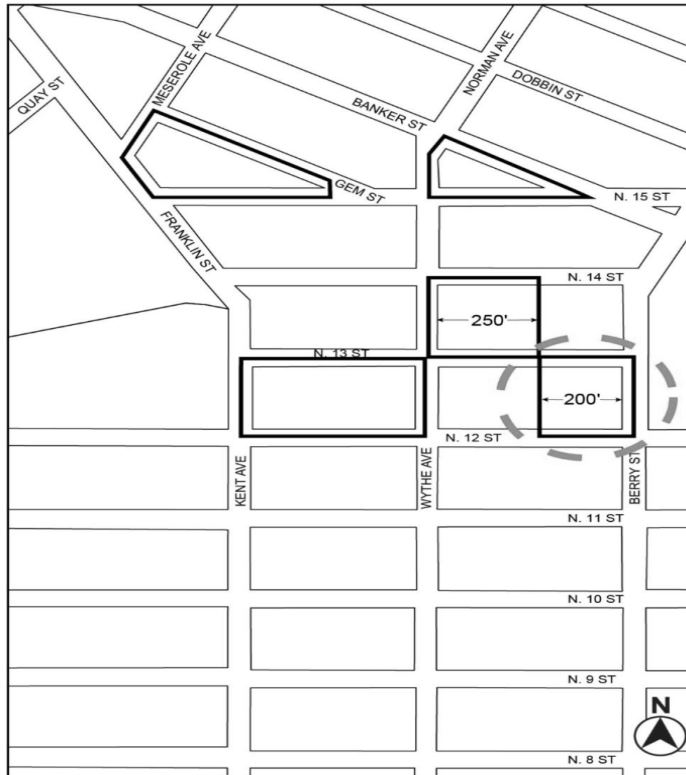 MESEROLE AVE
NORMAN AVE
QUAY ST
DOBBIN ST
BANKER ST
GEM ST
N. 15 ST
FRANKLIN ST
N. 14 ST
250'
N. 13 ST
200'
N. 12 ST
KENT AVE
WYTHE AVE
BERRY ST
N. 11 ST
N. 10 ST
N. 9 ST
N
N. 8 ST